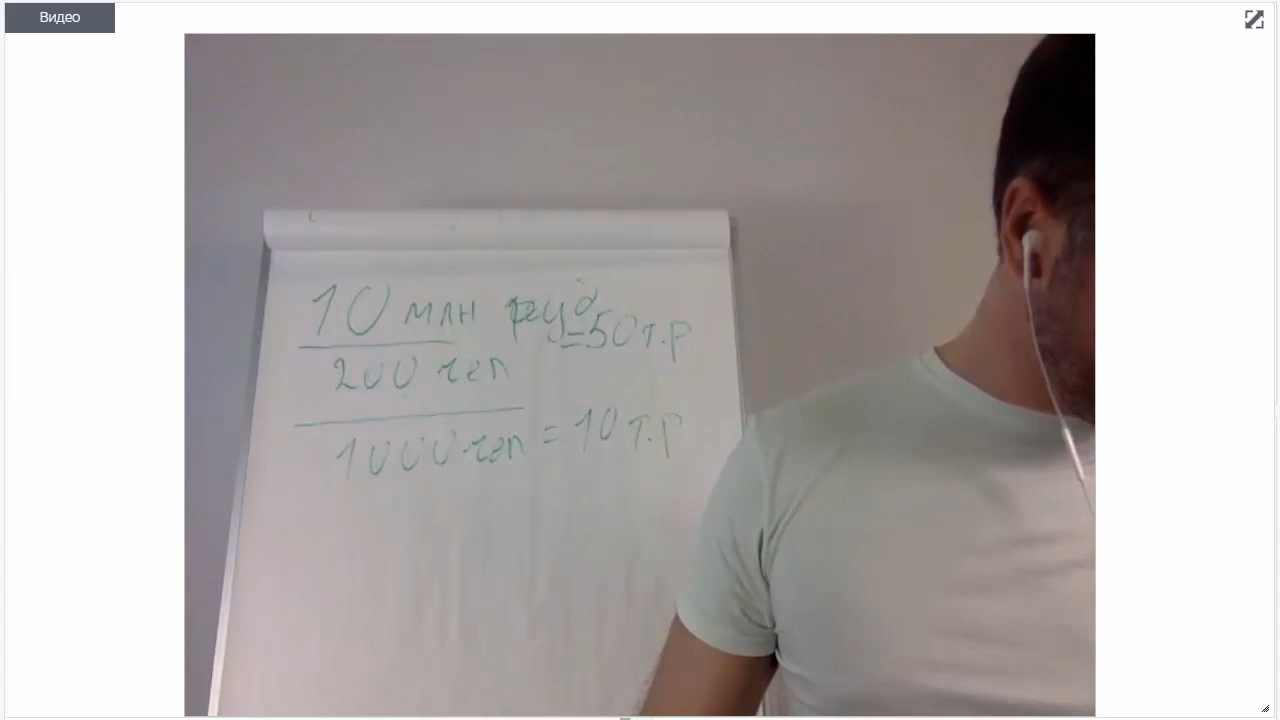 Видео
10 млн руб
=50 т.р
200 чел
1000 чел = 10 т.р